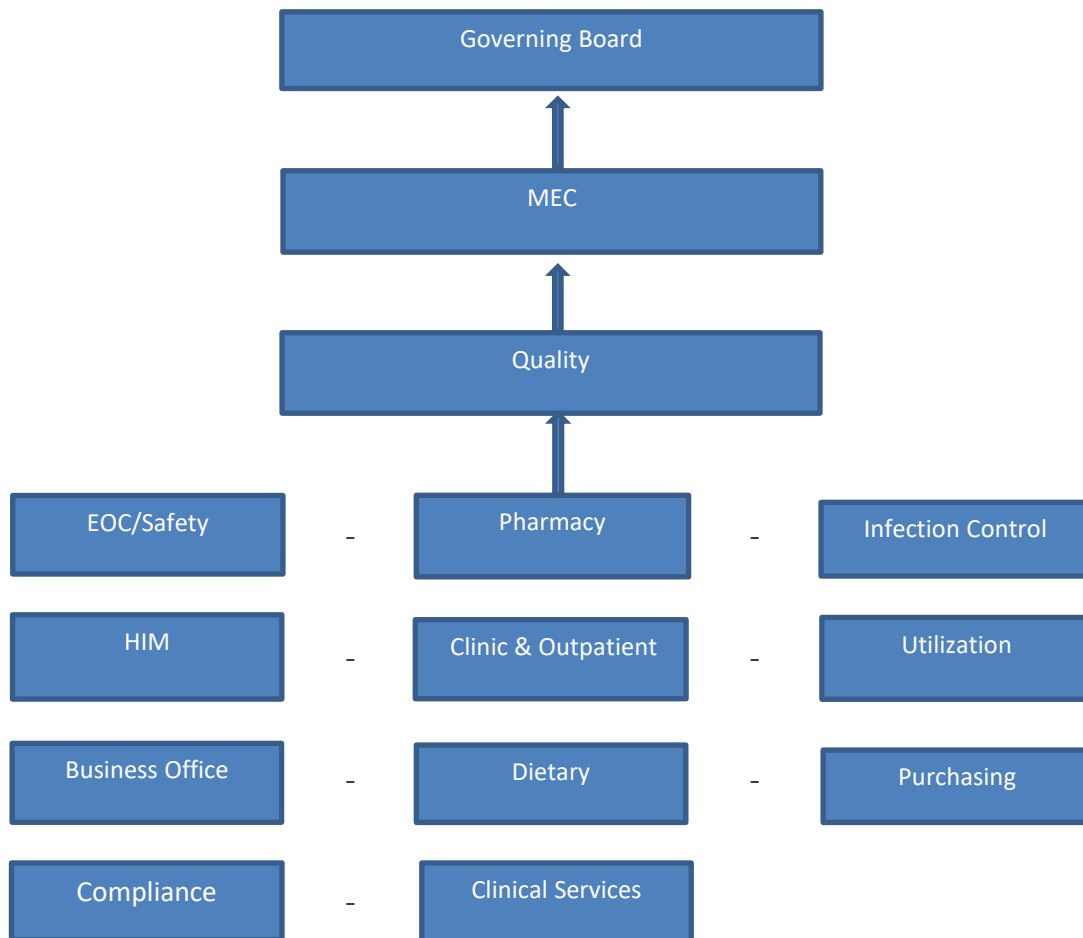 Governing Board
MEC
Quality
EOC/Safety - Pharmacy - Infection Control
HIM - Clinic & Outpatient - Utilization
Business Office - Dietary - Purchasing
Compliance - Clinical Services